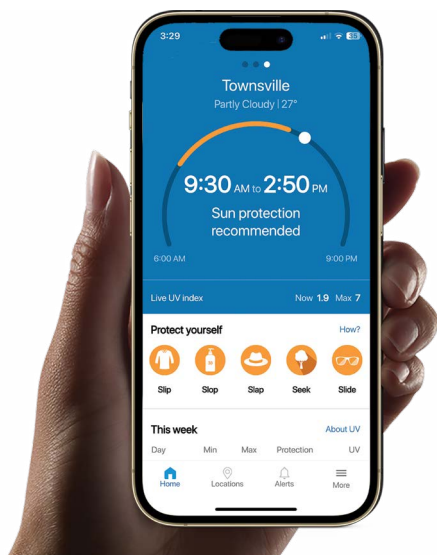 3:29
35
Townsville
Partly Cloudy | 27°
9:30 AM to 2:50 PM
Sun protection
recommended
6:00 AM
9:00 PM
Live UV index Now 1.9 Max 7
Protect yourself How?
Slip Slop Slap Seek Slide
This week About UV
Day Min Max Protection UV
Home Locations Alerts More